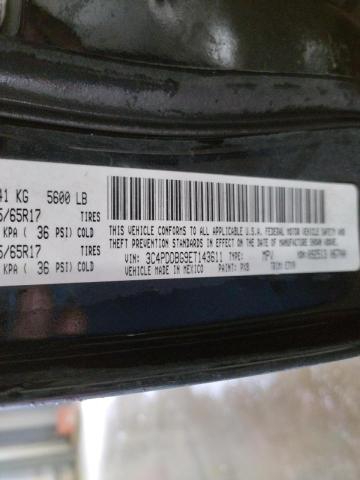 41 KG 5600 LB
5/65R17 TIRES
KPA ( 36 PSI) COLD
5/65R17 TIRES
KPA ( 36 PSI) COLD
THIS VEHICLE CONFORMS TO ALL APPLICABLE U.S.A. FEDERAL MOTOR VEHICLE SAFETY AND
THEFT PREVENTION STANDARDS IN EFFECT ON THE DATE OF MANUFACTURE SHOWN ABOVE.
VIN: 3C4PDDBG9ET143611 TYPE: MPV
VEHICLE MADE IN MEXICO PAINT: PXB TRIM: